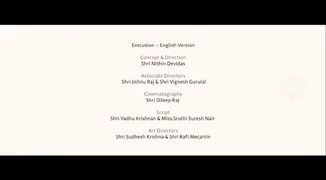 Execution - English Version
Concept & Direction
Shri Nithin Devidas
Associate Directors
Shri Jishnu Raj & Shri Vignesh Gurulal
Cinematography
Shri Dileep Raj
Script
Shri Yadhu Krishnan & Miss.Sruthi Suresh Nair
Art Directors
Shri Sudhesh Krishna & Shri Rafi Mecartin